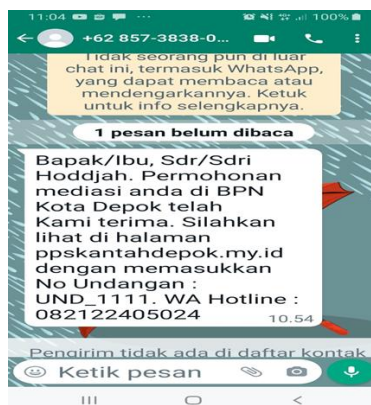 11:04
100%
+62 857-3838-0...
Tidak seorang pun di luar
chat ini, termasuk WhatsApp,
yang dapat membaca atau
mendengarkannya. Ketuk
untuk info selengkapnya.
1 pesan belum dibaca
Bapak/Ibu, Sdr/Sdri
Hoddjah. Permohonan
mediasi anda di BPN
Kota Depok telah
Kami terima. Silahkan
lihat di halaman
ppskantahdepok.my.id
dengan memasukkan
No Undangan :
UND_1111. WA Hotline :
082122405024
10.54
Pengirim tidak ada di daftar kontak
Ketik pesan